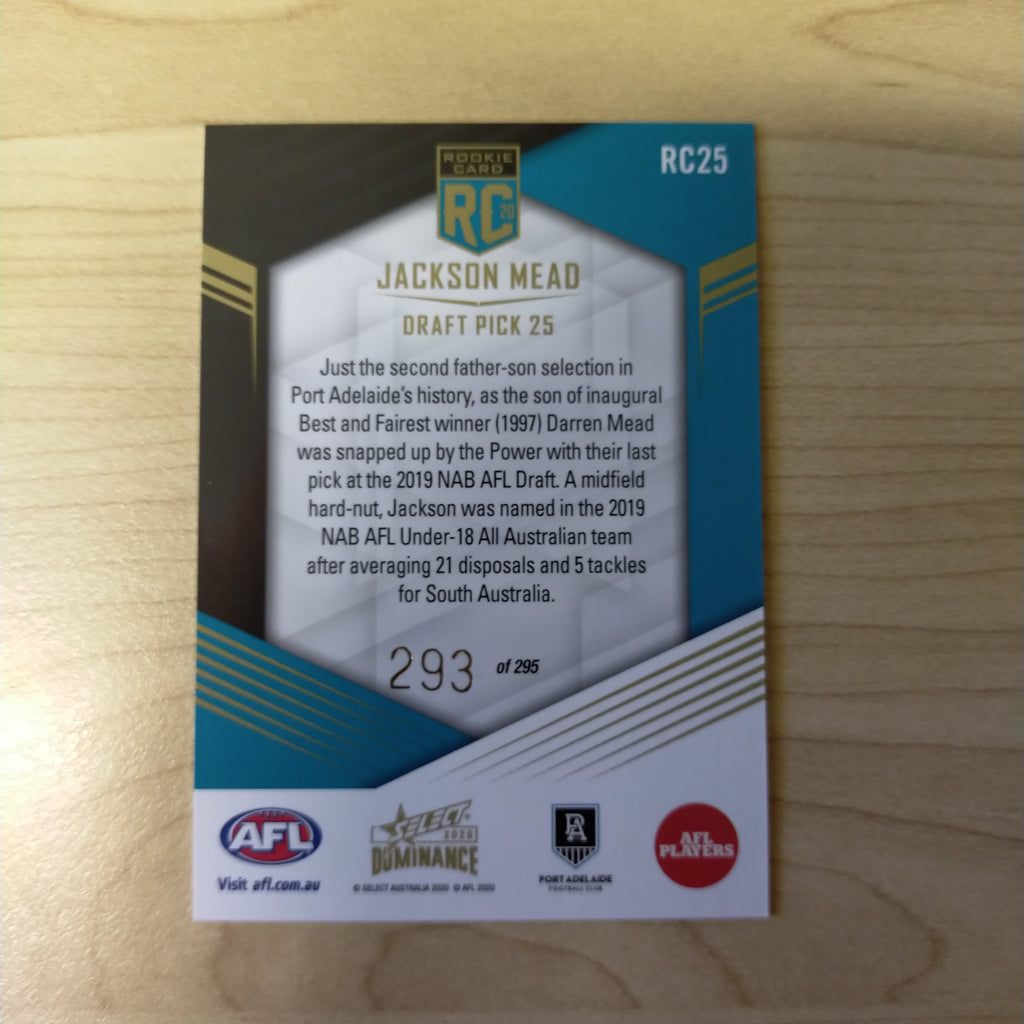 ROOKIE
CARD
RC 20
RC25
JACKSON MEAD
DRAFT PICK 25
Just the second father-son selection in
Port Adelaide's history, as the son of inaugural
Best and Fairest winner (1997) Darren Mead
was snapped up by the Power with their last
pick at the 2019 NAB AFL Draft. A midfield
hard-nut, Jackson was named in the 2019
NAB AFL Under-18 All Australian team
after averaging 21 disposals and 5 tackles
for South Australia.
293 of 295
AFL
Visit afl.com.au
SELECT
2020
DOMINANCE
© SELECT AUSTRALIA 2020 © AFL 2020
PA
PORT ADELAIDE
FOOTBALL CLUB
AFL
PLAYERS